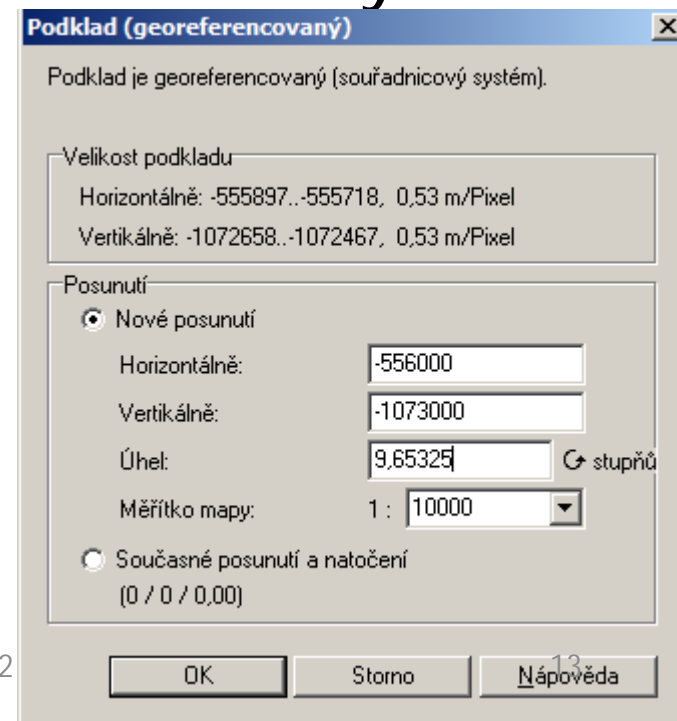 Podklad (georeferencovaný)
Podklad je georeferencovaný (souřadnicový systém).
Velikost podkladu
Horizontálně: -555897..-555718, 0,53 m/Pixel
Vertikálně: -1072658..-1072467, 0,53 m/Pixel
Posunutí
Nové posunutí
Horizontálně: -556000
Vertikálně: -1073000
Úhel: 9,65325 stupňů
Měřítko mapy: 1 : 10000
Současné posunutí a natočení
(0 / 0 / 0,00)
2 OK Storno Nápověda 13